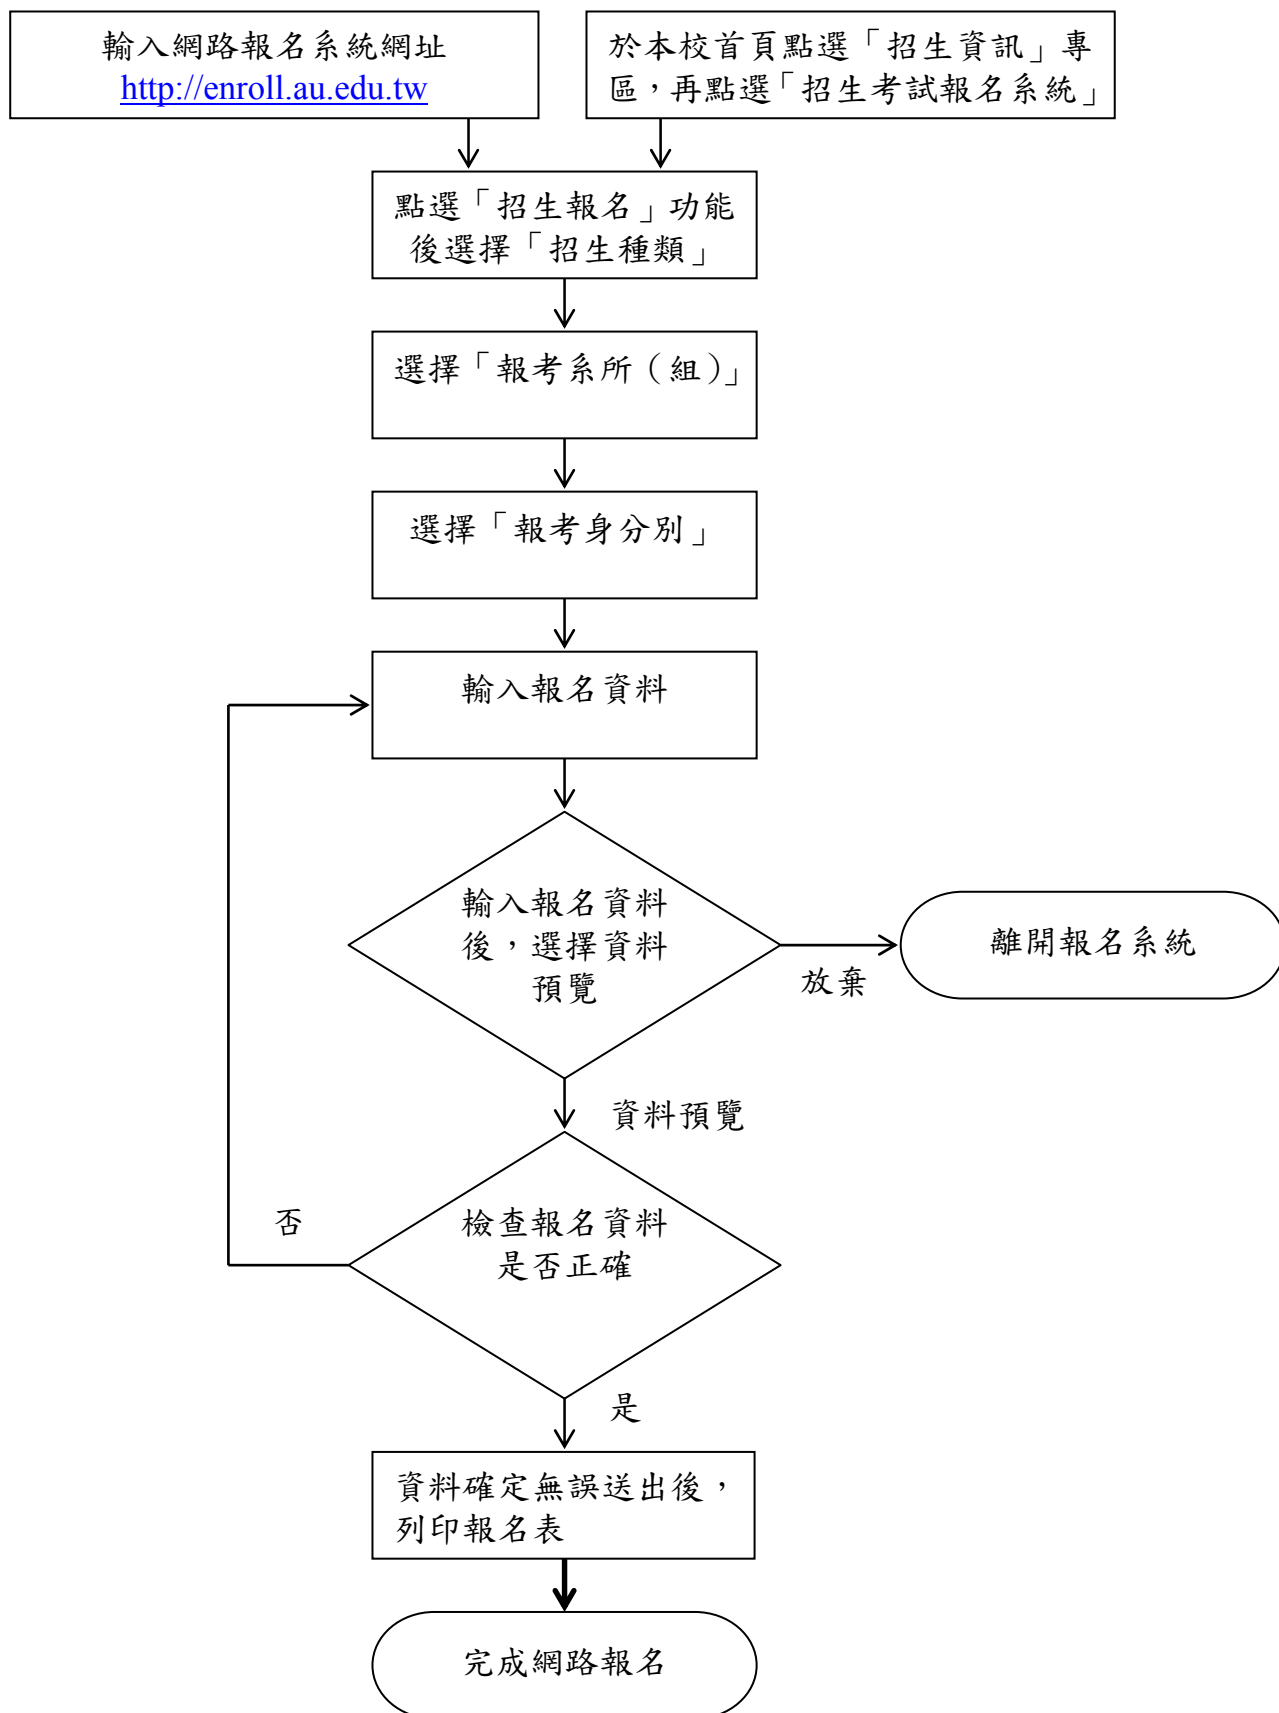 輸入網路報名系統網址
http://enroll.au.edu.tw
於本校首頁點選「招生資訊」專
區，再點選「招生考試報名系統」
點選「招生報名」功能
後選擇「招生種類」
選擇「報考系所（組）」
選擇「報考身分別」
輸入報名資料
輸入報名資料
後，選擇資料
預覽
放棄
離開報名系統
資料預覽
檢查報名資料
是否正確
否
是
資料確定無誤送出後，
列印報名表
完成網路報名